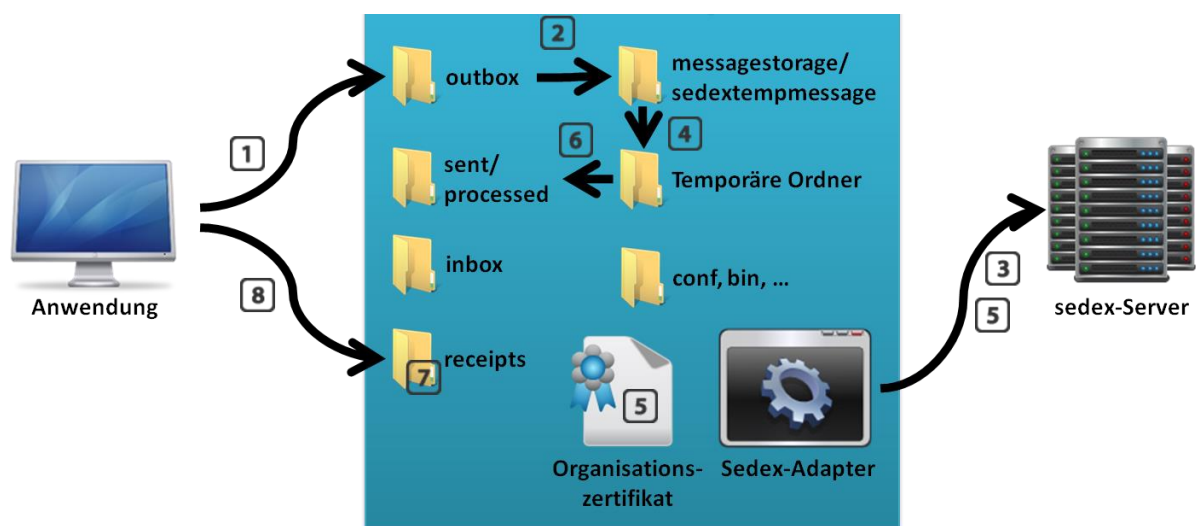 2
outbox
messagestorage/
sedextempmessage
1
6
4
sent/
processed
Temporäre Ordner
Anwendung
inbox
8
conf, bin, ...
3
5
sedex-Server
7
receipts
5
Organisations-
zertifikat
Sedex-Adapter